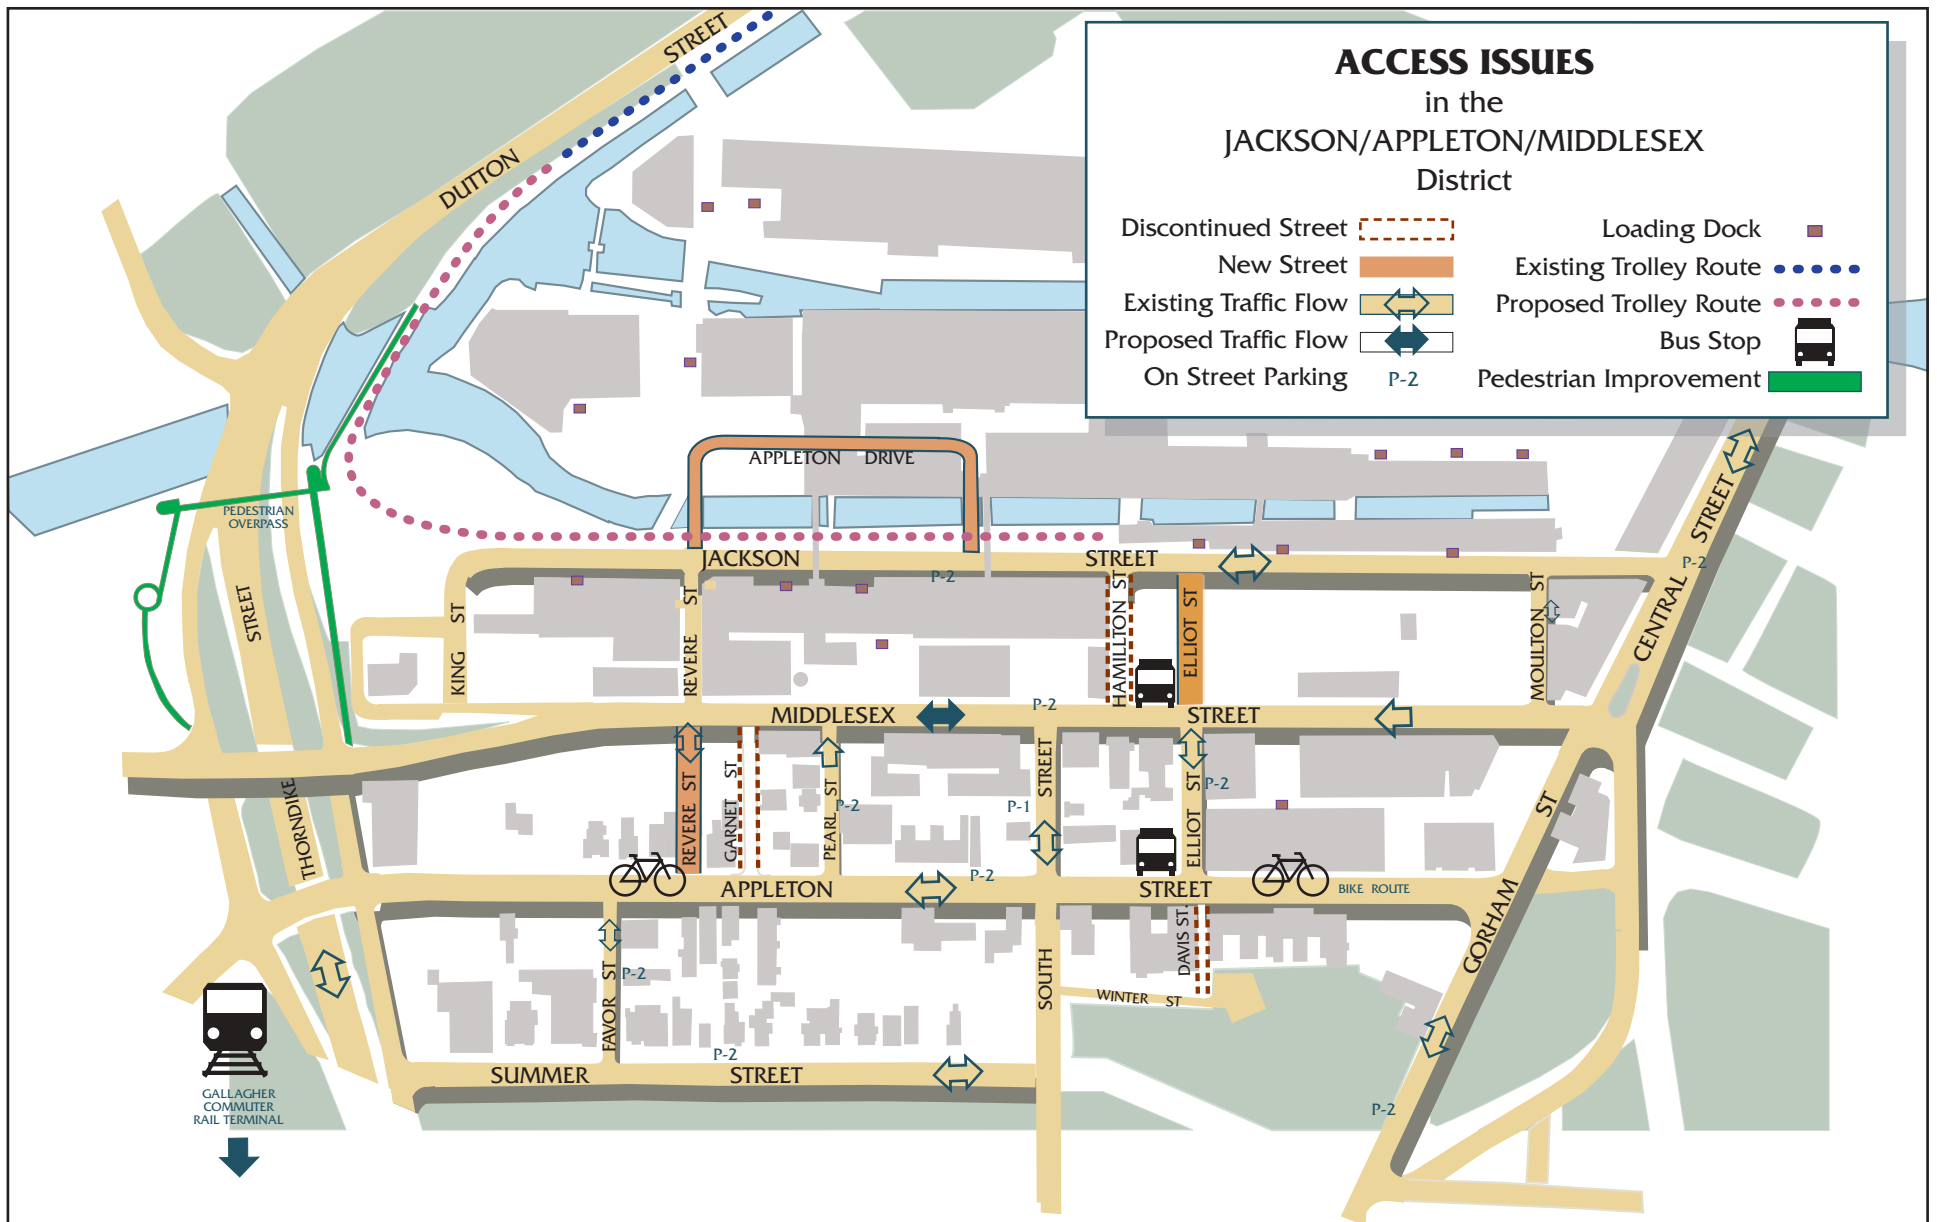 ACCESS ISSUES
in the
JACKSON/APPLETON/MIDDLESEX
District
Discontinued Street
New Street
Existing Traffic Flow
Proposed Traffic Flow
On Street Parking P-2
Loading Dock
Existing Trolley Route
Proposed Trolley Route
Bus Stop
Pedestrian Improvement
DUTTON STREET
APPLETON DRIVE
PEDESTRIAN
OVERPASS
JACKSON STREET
P-2
P-2
CENTRAL STREET
STREET
THORNDIKE
KING ST
REVERE ST
HAMILTON ST
ELLIOT ST
MOULTON ST
MIDDLESEX STREET
P-2
REVERE ST
GARNET ST
PEARL ST
P-2
P-1
SOUTH STREET
ELLIOT ST
P-2
GORHAM ST
APPLETON STREET
P-2
BIKE ROUTE
FAVOR ST
P-2
DAVIS ST.
WINTER ST
P-2
SUMMER STREET
P-2
GALLAGHER
COMMUTER
RAIL TERMINAL